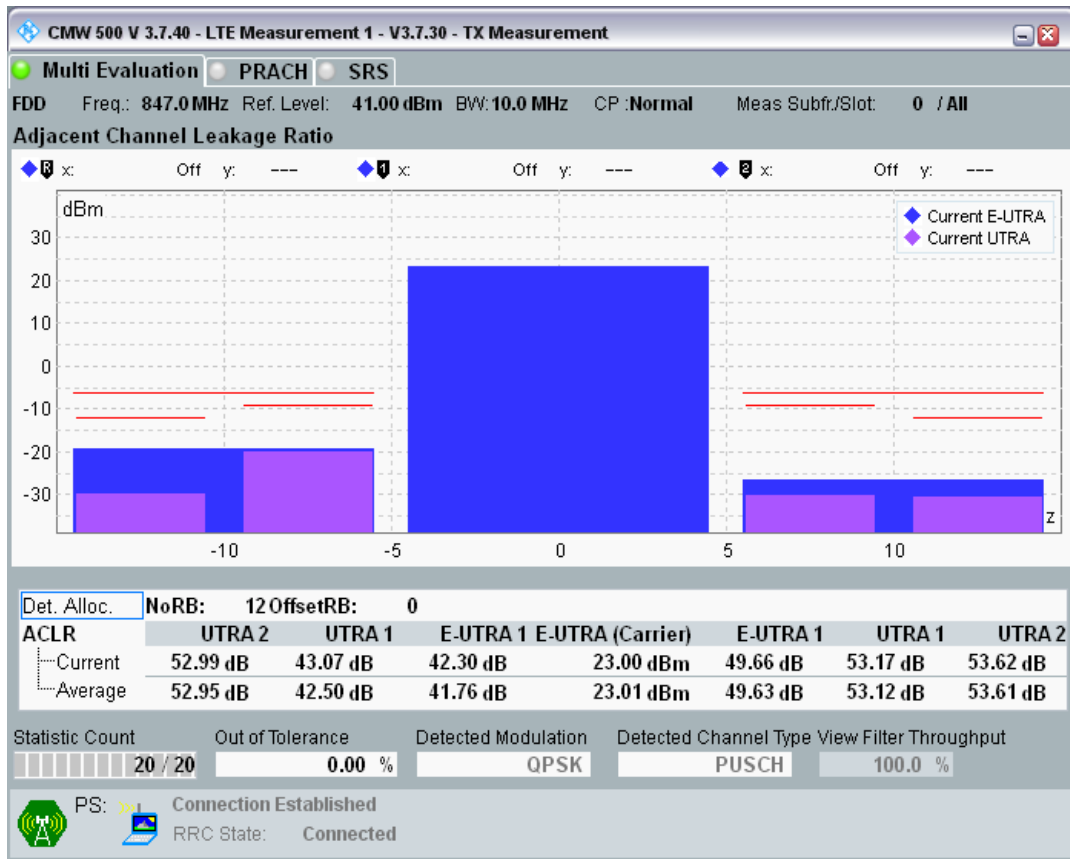 CMW 500 V 3.7.40 - LTE Measurement 1 - V3.7.30 - TX Measurement
Multi Evaluation PRACH SRS
FDD Freq.: 847.0 MHz Ref. Level: 41.00 dBm BW: 10.0 MHz CP :Normal Meas Subfr./Slot: 0 / All
Adjacent Channel Leakage Ratio
R x: Off y: --- 1 x: Off y: --- 2 x: Off y: ---
dBm
Current E-UTRA
Current UTRA
30
20
10
0
-10
-20
-30
z
-10 -5 0 5 10
Det. Alloc. NoRB: 12 OffsetRB: 0
ACLR UTRA 2 UTRA 1 E-UTRA 1 E-UTRA (Carrier) E-UTRA 1 UTRA 1 UTRA 2
Current 52.99 dB 43.07 dB 42.30 dB 23.00 dBm 49.66 dB 53.17 dB 53.62 dB
Average 52.95 dB 42.50 dB 41.76 dB 23.01 dBm 49.63 dB 53.12 dB 53.61 dB
Statistic Count Out of Tolerance Detected Modulation Detected Channel Type View Filter Throughput
20 / 20 0.00 % QPSK PUSCH 100.0 %
PS: Connection Established
RRC State: Connected